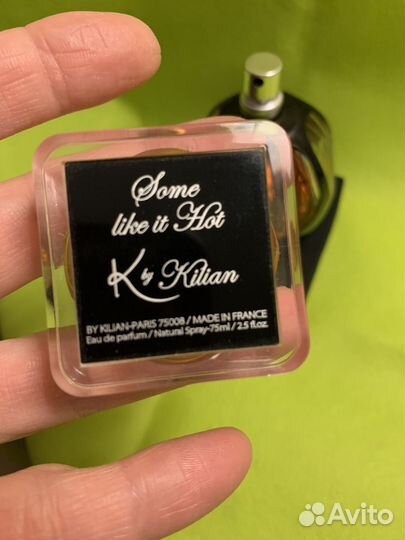 Some
like it Hot
K by Kilian
BY KILIAN-PARIS 75008 / MADE IN FRANCE
Eau de parfum / Natural Spray-75ml / 2.5 fl.oz.
Avito